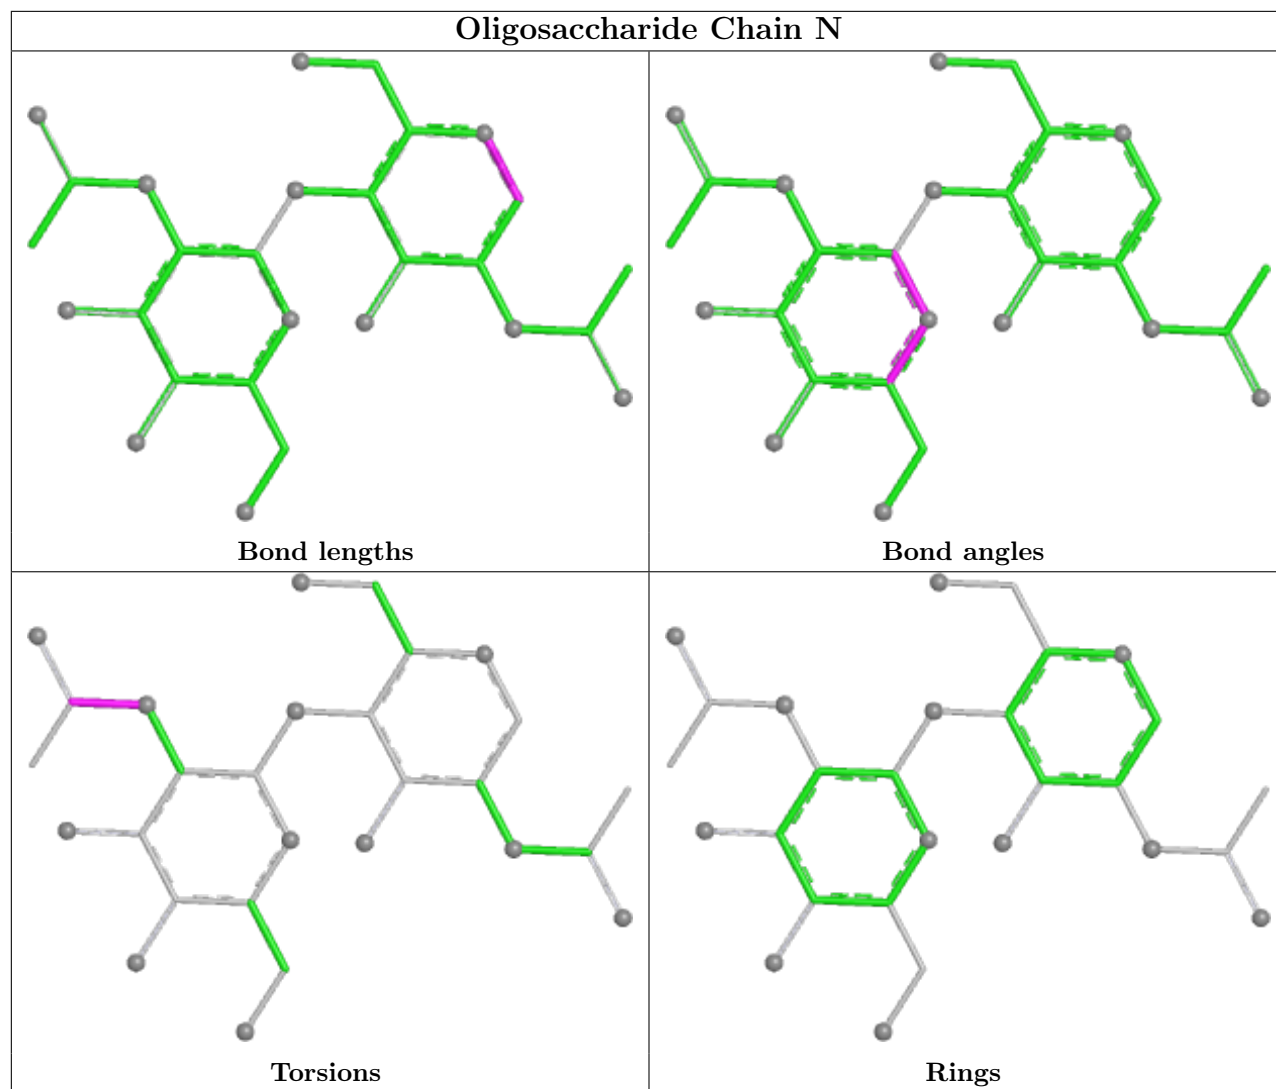 Oligosaccharide Chain N
Bond lengths
Bond angles
Torsions
Rings